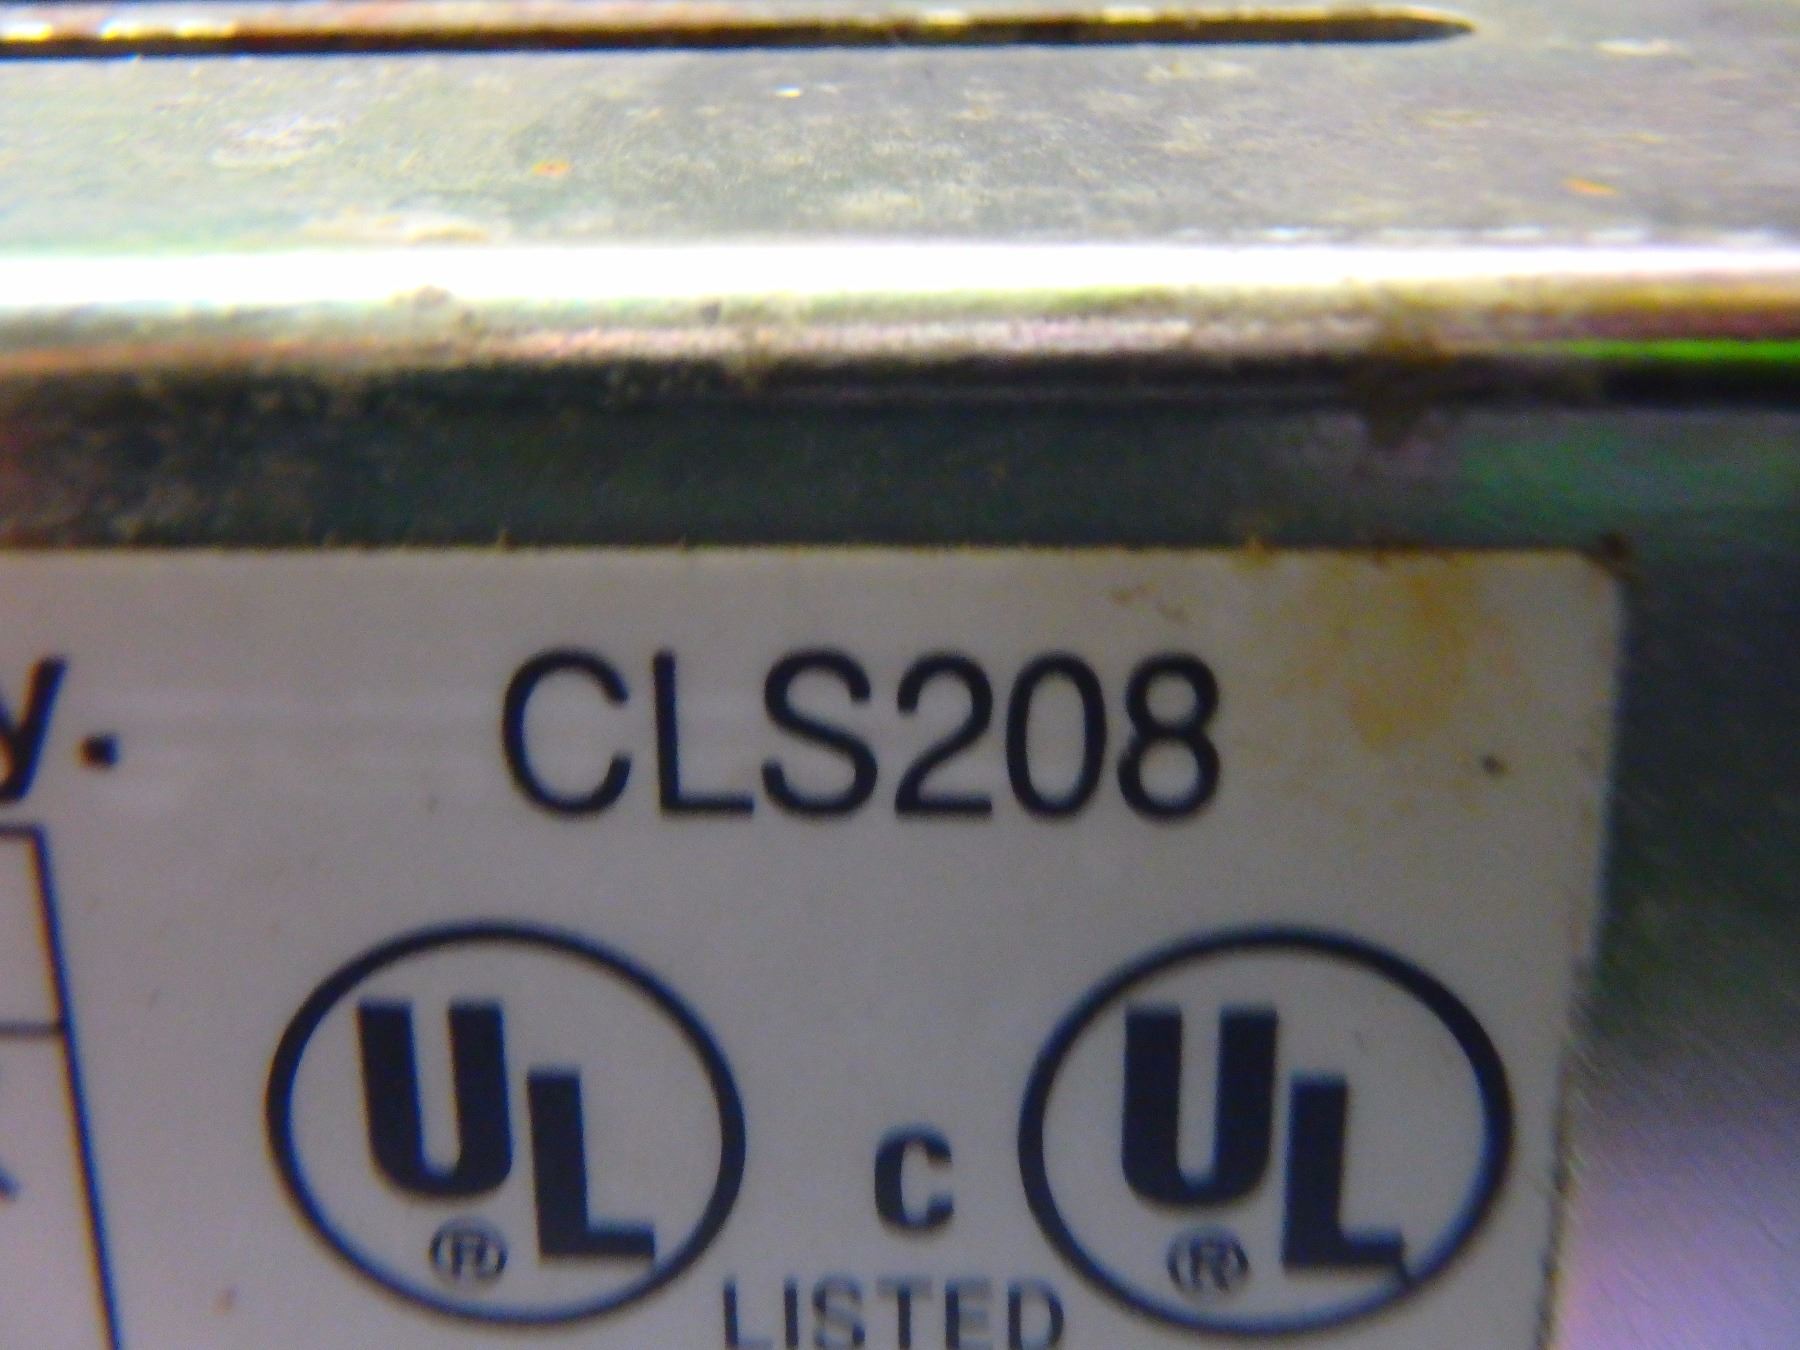 y. CLS208
UL UL
® C ®
LISTED